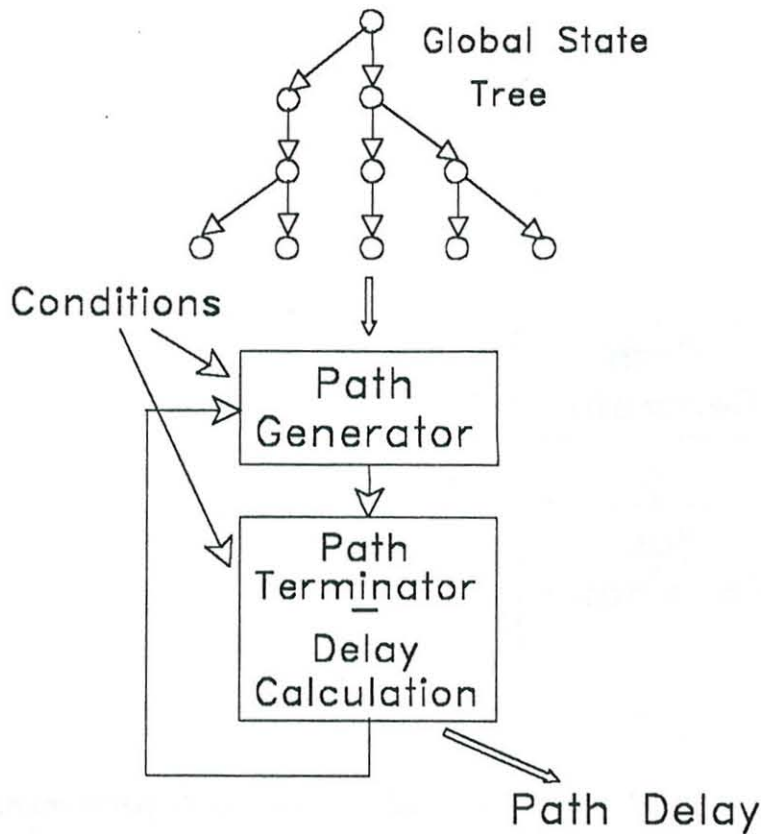 Global State
Tree
Conditions
Path
Generator
Path
Terminator
Delay
Calculation
Path Delay